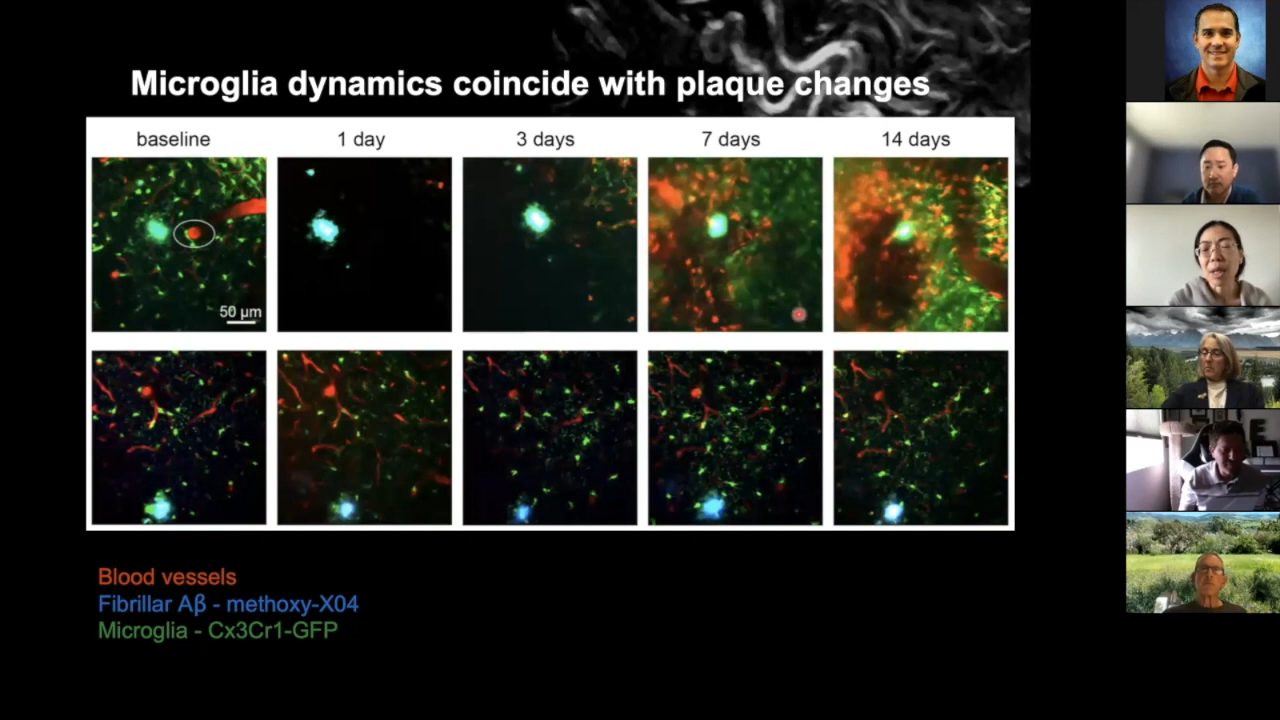 Microglia dynamics coincide with plaque changes
baseline 1 day 3 days 7 days 14 days
50 µm
Blood vessels
Fibrillar Aβ - methoxy-X04
Microglia - Cx3Cr1-GFP